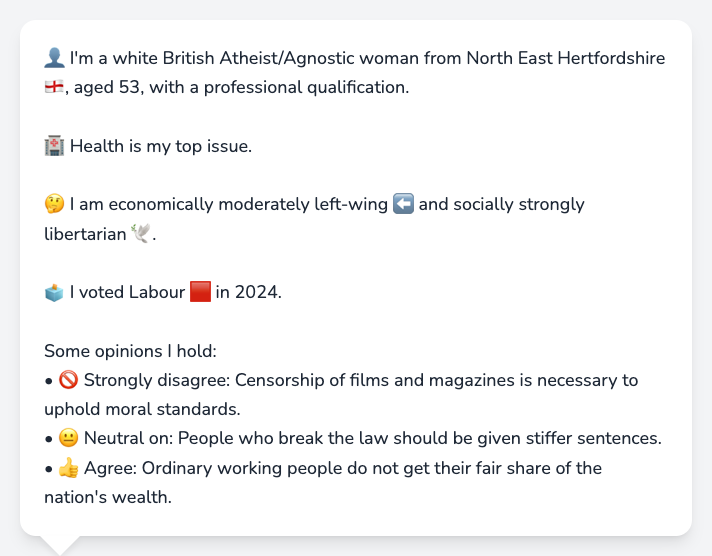 👤 I'm a white British Atheist/Agnostic woman from North East Hertfordshire
🏴󠁧󠁢󠁥󠁮󠁧󠁿, aged 53, with a professional qualification.
🏥 Health is my top issue.
🤔 I am economically moderately left-wing ⬅️ and socially strongly
libertarian 🕊️.
🗳️ I voted Labour 🟥 in 2024.
Some opinions I hold:
• 🚫 Strongly disagree: Censorship of films and magazines is necessary to
uphold moral standards.
• 😐 Neutral on: People who break the law should be given stiffer sentences.
• 👍 Agree: Ordinary working people do not get their fair share of the
nation's wealth.